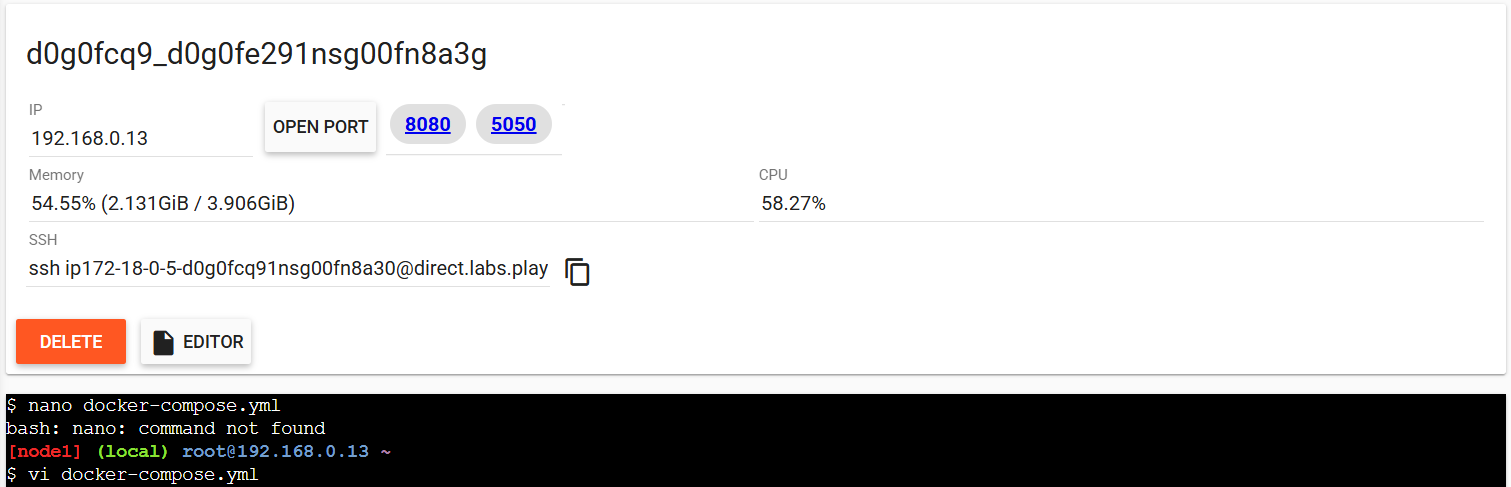 d0g0fcq9_d0g0fe291nsg00fn8a3g
IP
192.168.0.13
OPEN PORT
8080
5050
Memory
54.55% (2.131GiB / 3.906GiB)
CPU
58.27%
SSH
ssh ip172-18-0-5-d0g0fcq91nsg00fn8a30@direct.labs.play
DELETE
EDITOR
$ nano docker-compose.yml
bash: nano: command not found
[node1] (local) root@192.168.0.13 ~
$ vi docker-compose.yml